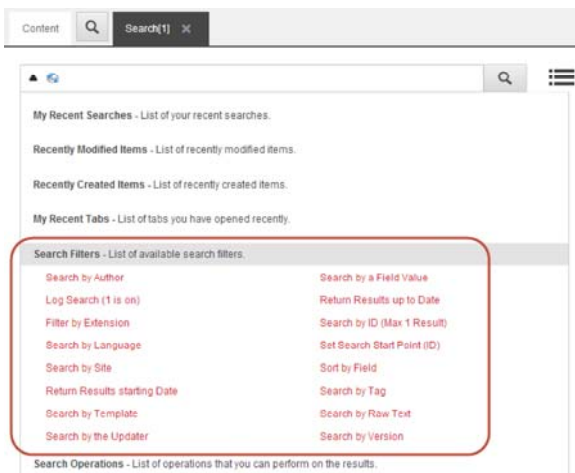 Content
Search[1]
My Recent Searches - List of your recent searches.
Recently Modified Items - List of recently modified items.
Recently Created Items - List of recently created items.
My Recent Tabs - List of tabs you have opened recently.
Search Filters - List of available search filters.
Search by Author
Search by a Field Value
Log Search (1 is on)
Return Results up to Date
Filter by Extension
Search by ID (Max 1 Result)
Search by Language
Set Search Start Point (ID)
Search by Site
Sort by Field
Return Results starting Date
Search by Tag
Search by Template
Search by Raw Text
Search by the Updater
Search by Version
Search Operations - List of operations that you can perform on the results.